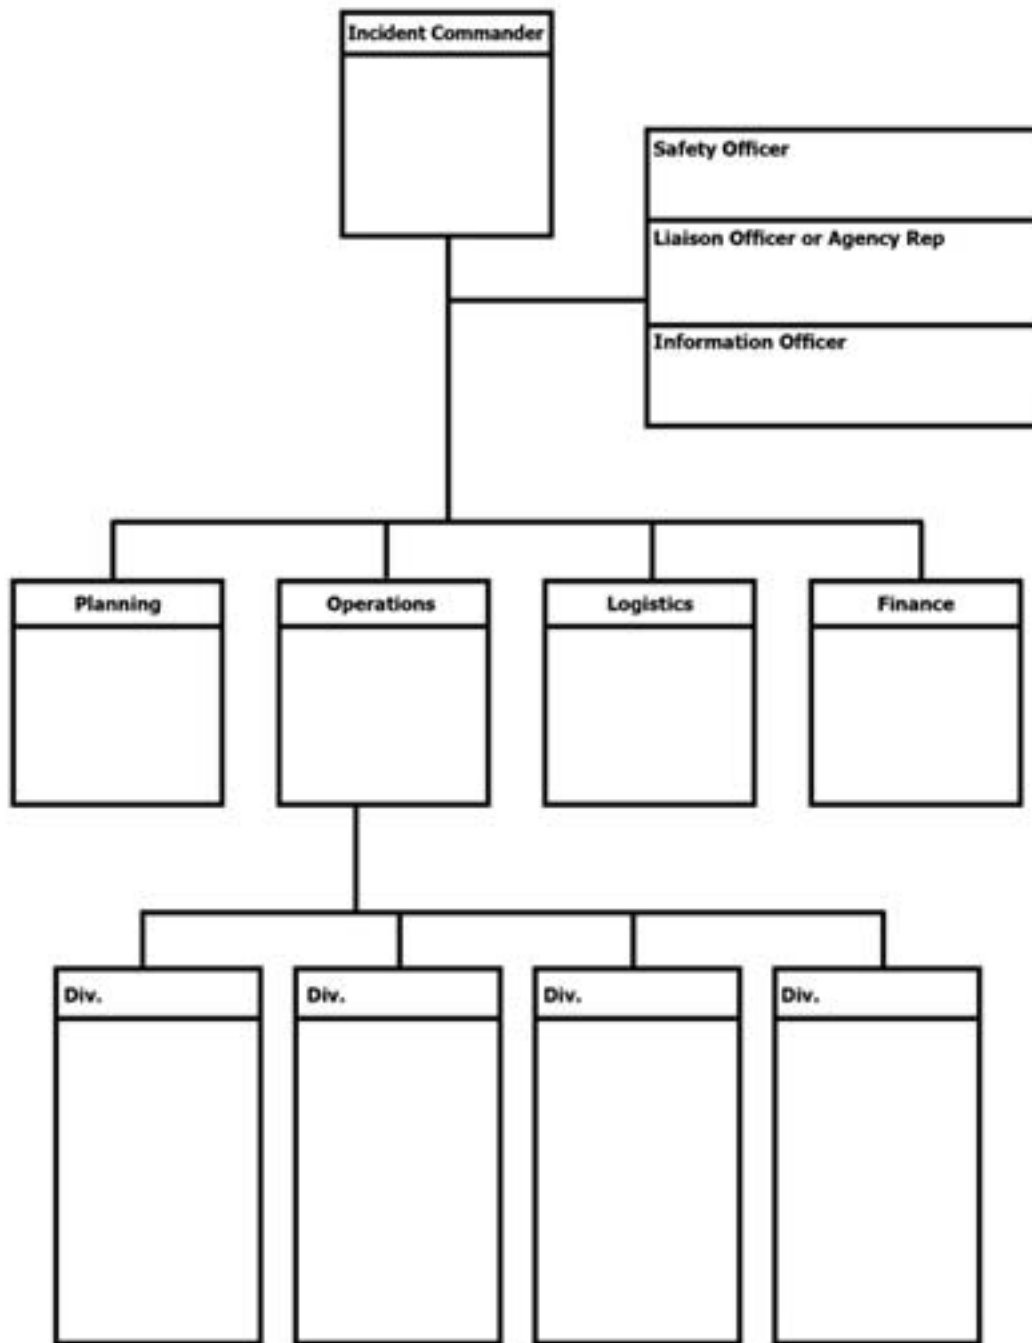 Incident Commander
Safety Officer
Liaison Officer or Agency Rep
Information Officer
Planning
Operations
Logistics
Finance
Div.
Div.
Div.
Div.